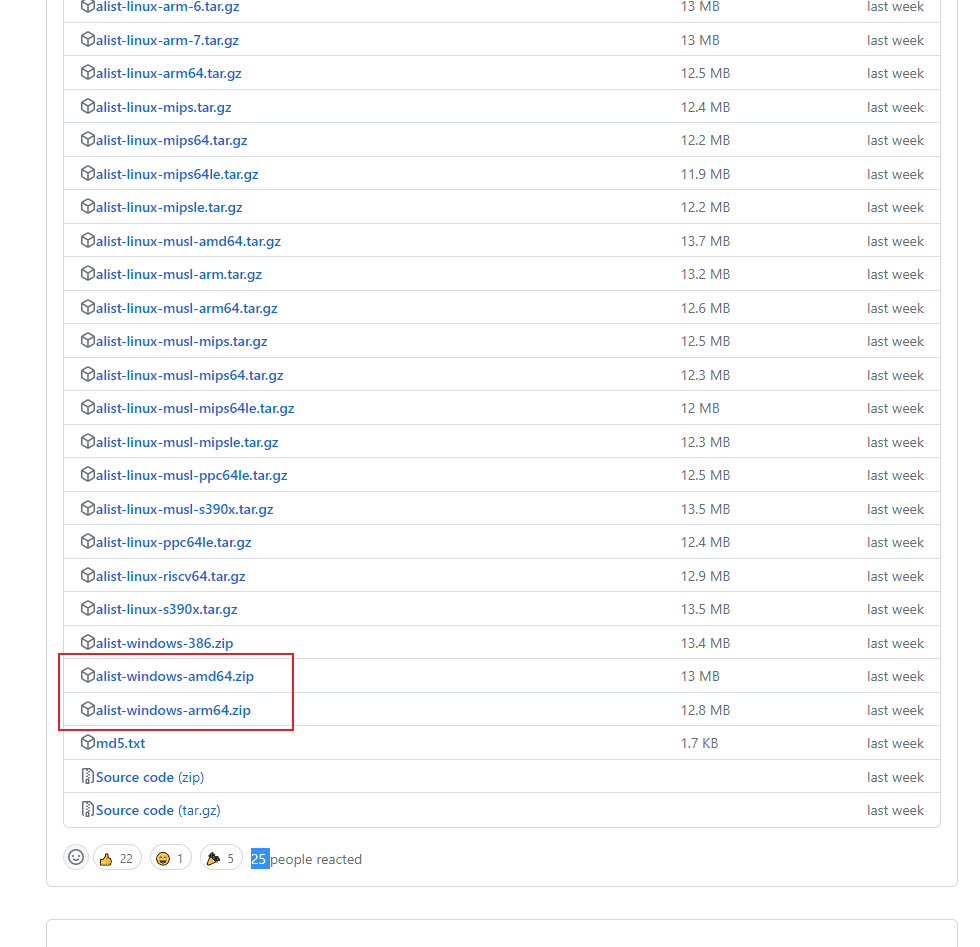 alist-linux-arm-6.tar.gz 13 MB last week
alist-linux-arm-7.tar.gz 13 MB last week
alist-linux-arm64.tar.gz 12.5 MB last week
alist-linux-mips.tar.gz 12.4 MB last week
alist-linux-mips64.tar.gz 12.2 MB last week
alist-linux-mips64le.tar.gz 11.9 MB last week
alist-linux-mipsle.tar.gz 12.2 MB last week
alist-linux-musl-amd64.tar.gz 13.7 MB last week
alist-linux-musl-arm.tar.gz 13.2 MB last week
alist-linux-musl-arm64.tar.gz 12.6 MB last week
alist-linux-musl-mips.tar.gz 12.5 MB last week
alist-linux-musl-mips64.tar.gz 12.3 MB last week
alist-linux-musl-mips64le.tar.gz 12 MB last week
alist-linux-musl-mipsle.tar.gz 12.3 MB last week
alist-linux-musl-ppc64le.tar.gz 12.5 MB last week
alist-linux-musl-s390x.tar.gz 13.5 MB last week
alist-linux-ppc64le.tar.gz 12.4 MB last week
alist-linux-riscv64.tar.gz 12.9 MB last week
alist-linux-s390x.tar.gz 13.5 MB last week
alist-windows-386.zip 13.4 MB last week
alist-windows-amd64.zip 13 MB last week
alist-windows-arm64.zip 12.8 MB last week
md5.txt 1.7 KB last week
Source code (zip) last week
Source code (tar.gz) last week
22 1 5 25 people reacted